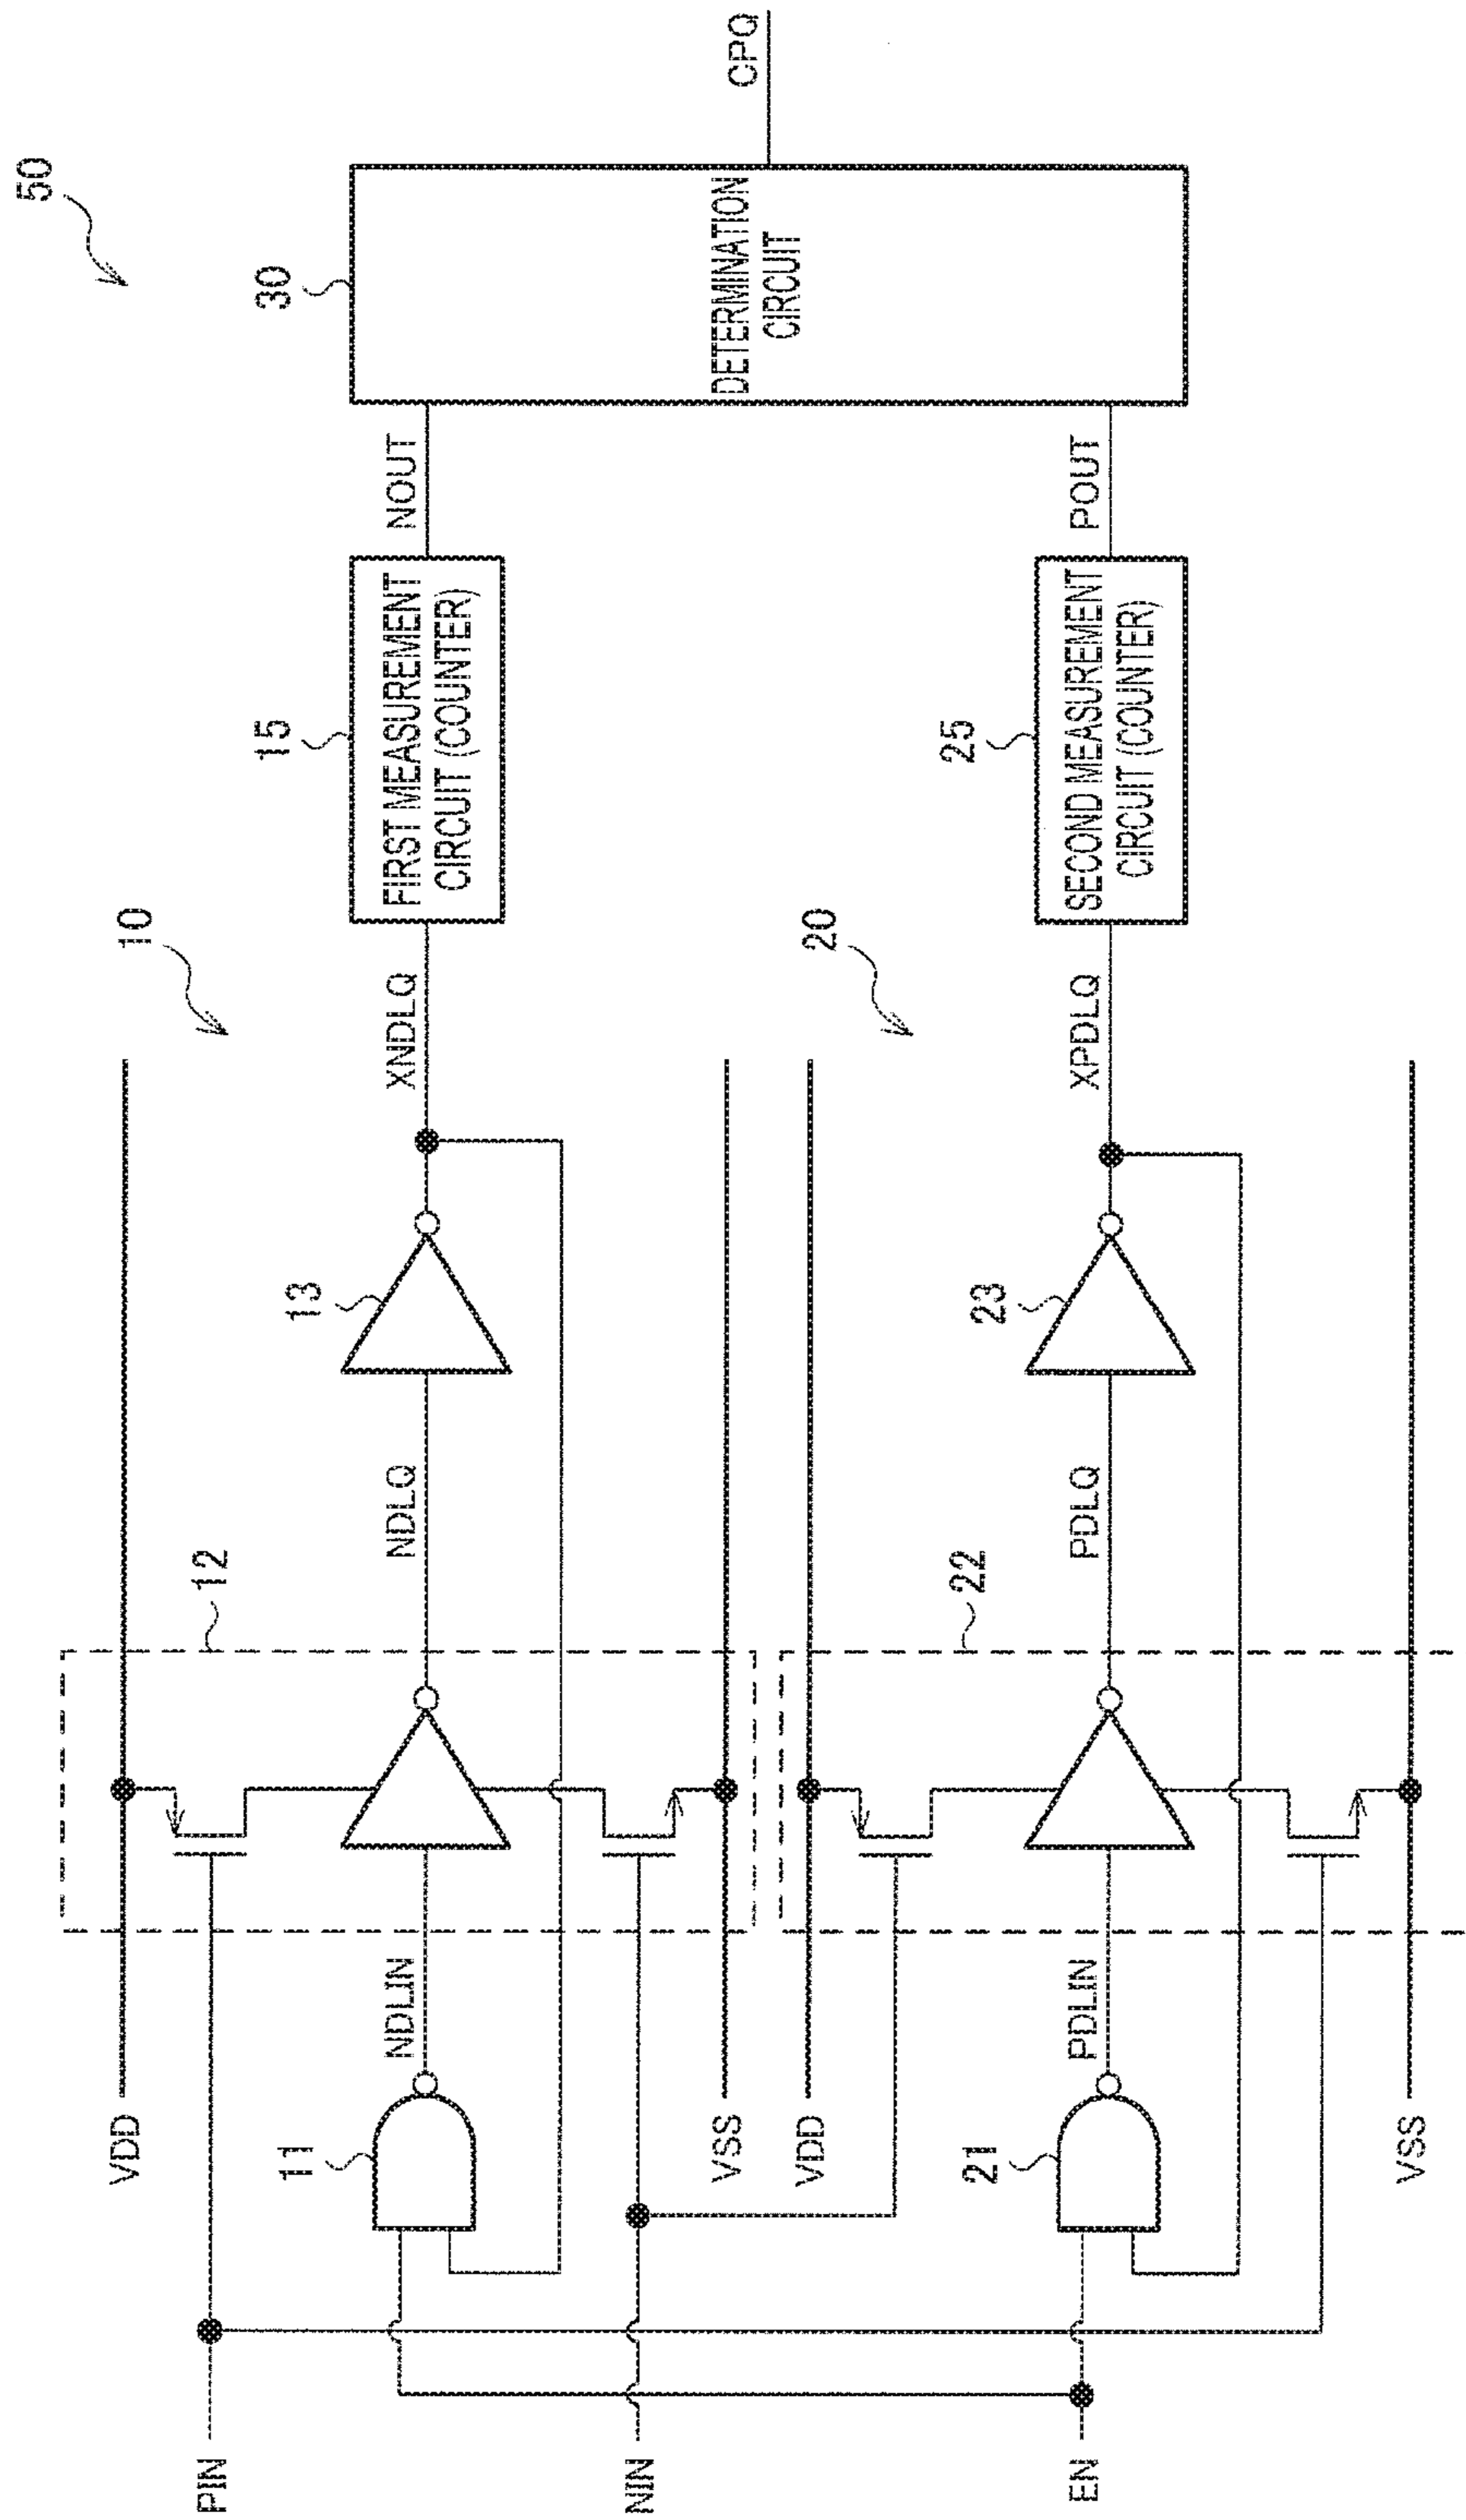 50
PIN
NIN
EN
VDD
VSS
VDD
VSS
10
11
NDLIN
12
NDLQ
13
XNDLQ
15
FIRST MEASUREMENT
CIRCUIT (COUNTER)
NOUT
20
21
PDLIN
22
PDLQ
23
XPDLQ
25
SECOND MEASUREMENT
CIRCUIT (COUNTER)
POUT
30
DETERMINATION
CIRCUIT
CPQ